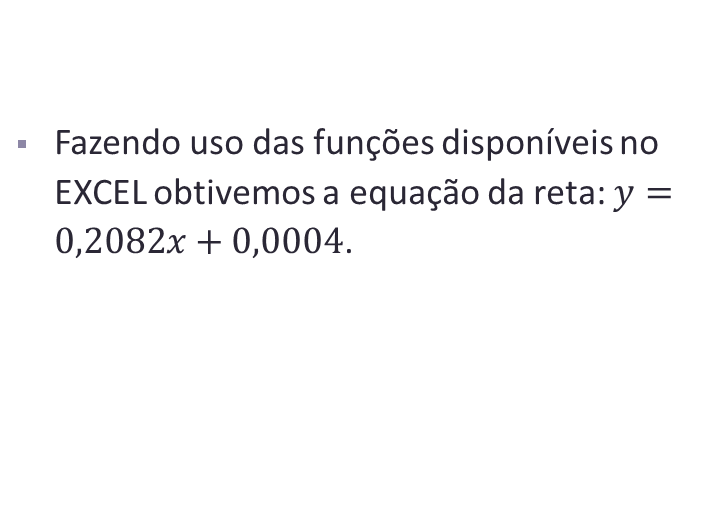 ▪ Fazendo uso das funções disponíveis no
EXCEL obtivemos a equação da reta: 𝑦 =
0,2082𝑥 + 0,0004.